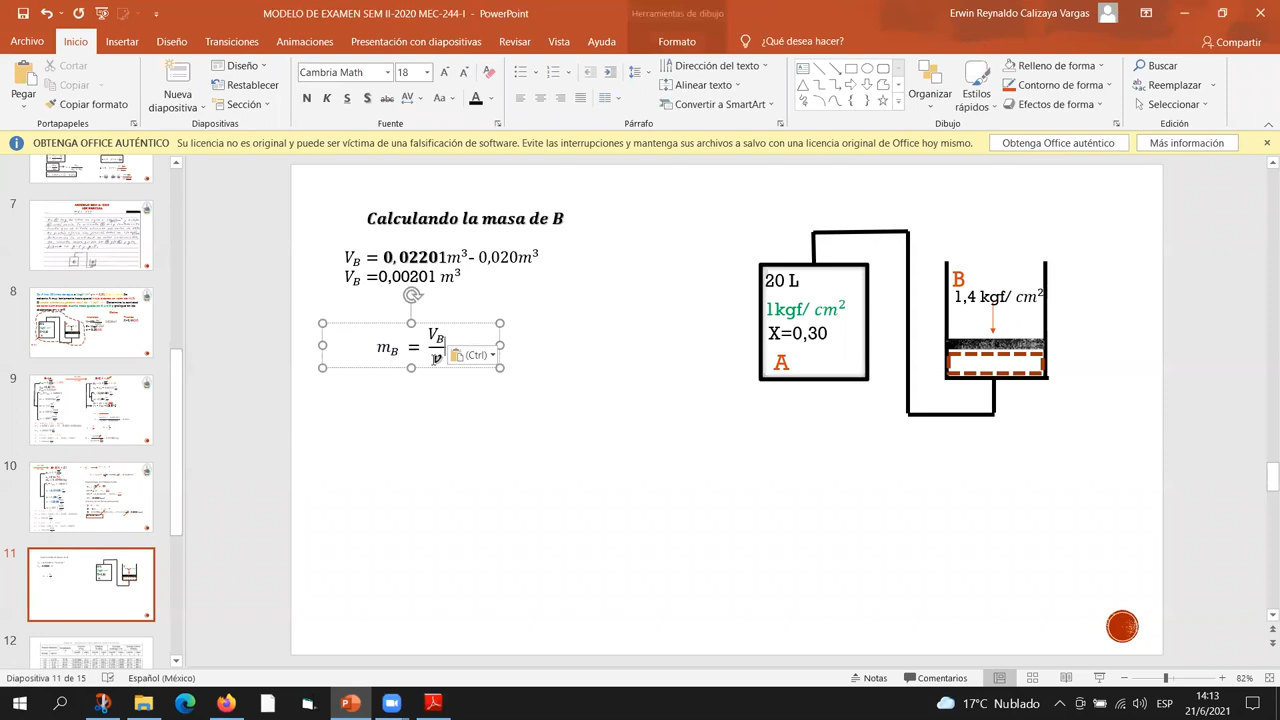 MODELO DE EXAMEN SEM II-2020 MEC-244-I - PowerPoint
Herramientas de dibujo
Erwin Reynaldo Calizaya Vargas
Archivo Inicio Insertar Diseño Transiciones Animaciones Presentación con diapositivas Revisar Vista Ayuda Formato ¿Qué desea hacer? Compartir
Pegar
Cortar
Copiar
Copiar formato
Portapapeles
Nueva diapositiva
Diseño
Restablecer
Sección
Diapositivas
Cambria Math 18
N K S S abc AV Aa A
Fuente
Párrafo
Dirección del texto
Alinear texto
Convertir a SmartArt
Organizar
Estilos rápidos
Relleno de forma
Contorno de forma
Efectos de forma
Dibujo
Buscar
Reemplazar
Seleccionar
Edición
OBTENGA OFFICE AUTÉNTICO Su licencia no es original y puede ser víctima de una falsificación de software. Evite las interrupciones y mantenga sus archivos a salvo con una licencia original de Office hoy mismo. Obtenga Office auténtico Más información
7
8
9
10
11
12
Calculando la masa de B
V_B = 0,02201m³- 0,020m³
V_B =0,00201 m³
m_B = V_B / v
(Ctrl)
20 L
1kgf/ cm²
X=0,30
A
B
1,4 kgf/ cm²
Diapositiva 11 de 15 Español (México) Notas Comentarios 82%
17°C Nublado ESP 14:13
21/6/2021